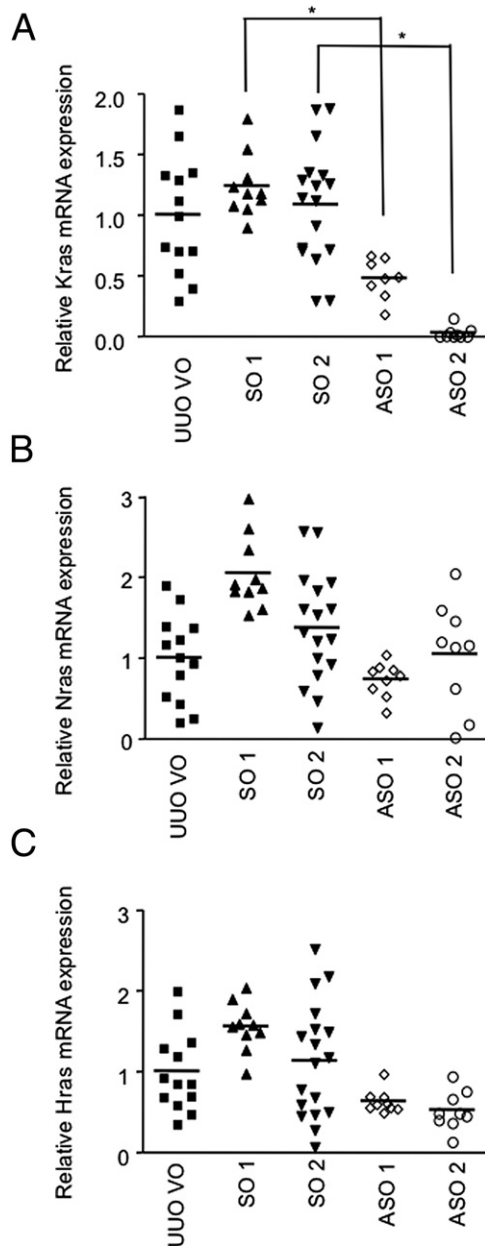 A
* *
Relative Kras mRNA expression
2.0
1.5
1.0
0.5
0.0
UUO VO SO 1 SO 2 ASO 1 ASO 2
B
Relative Nras mRNA expression
3
2
1
0
UUO VO SO 1 SO 2 ASO 1 ASO 2
C
Relative Hras mRNA expression
3
2
1
0
UUO VO SO 1 SO 2 ASO 1 ASO 2